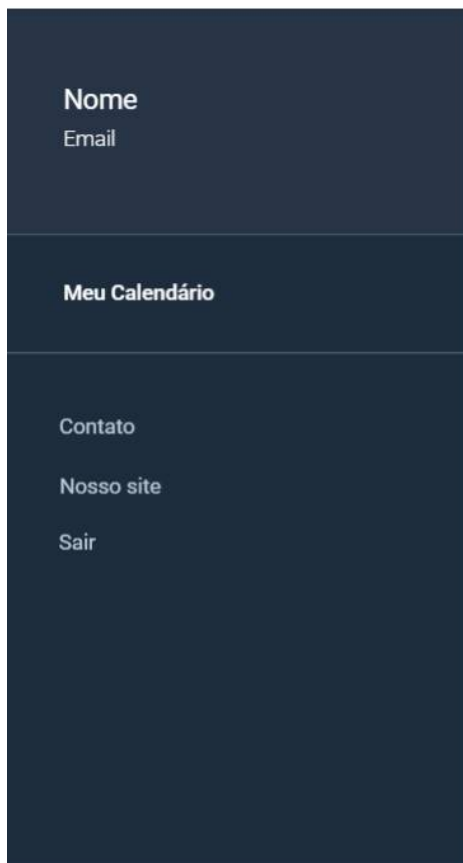 Nome
Email
Meu Calendário
Contato
Nosso site
Sair